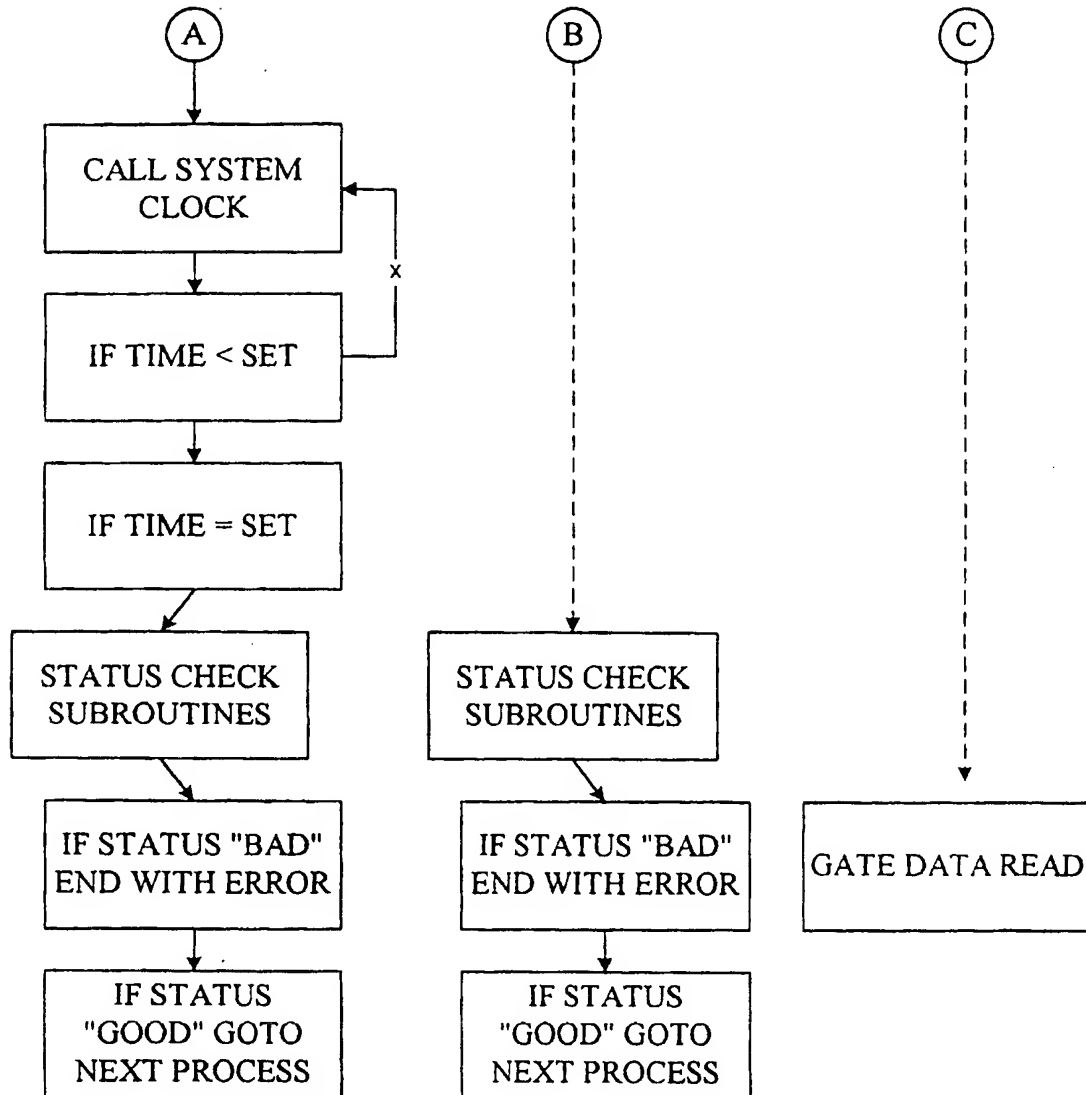 A
CALL SYSTEM
CLOCK
x
IF TIME < SET
IF TIME = SET
STATUS CHECK
SUBROUTINES
IF STATUS "BAD"
END WITH ERROR
IF STATUS
"GOOD" GOTO
NEXT PROCESS
B
STATUS CHECK
SUBROUTINES
IF STATUS "BAD"
END WITH ERROR
IF STATUS
"GOOD" GOTO
NEXT PROCESS
C
GATE DATA READ